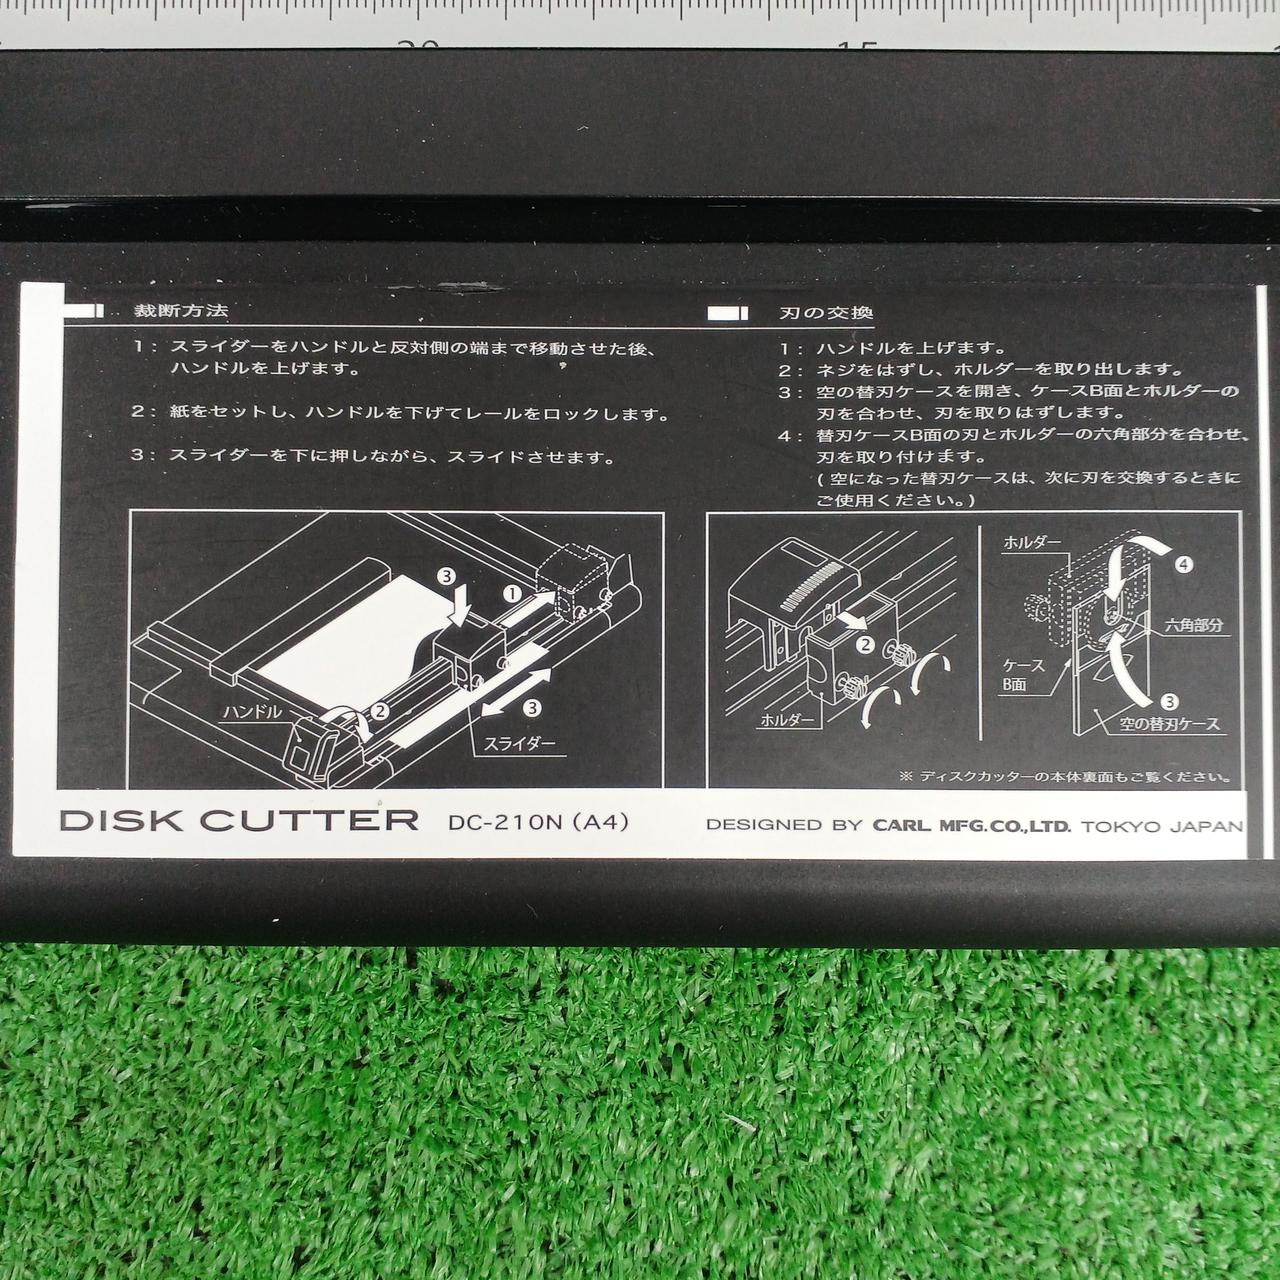 20
15
裁断方法
1：スライダーをハンドルと反対側の端まで移動させた後、
ハンドルを上げます。
2：紙をセットし、ハンドルを下げてレールをロックします。
3：スライダーを下に押しながら、スライドさせます。
刃の交換
1：ハンドルを上げます。
2：ネジをはずし、ホルダーを取り出します。
3：空の替刃ケースを開き、ケースB面とホルダーの
刃を合わせ、刃を取りはずします。
4：替刃ケースB面の刃とホルダーの六角部分を合わせ、
刃を取り付けます。
(空になった替刃ケースは、次に刃を交換するときに
ご使用ください。)
3
1
2
3
ハンドル
スライダー
2
ホルダー
ホルダー
4
六角部分
ケース
B面
3
空の替刃ケース
※ ディスクカッターの本体裏面もご覧ください。
DISK CUTTER DC-210N (A4)
DESIGNED BY CARL MFG.CO.,LTD. TOKYO JAPAN